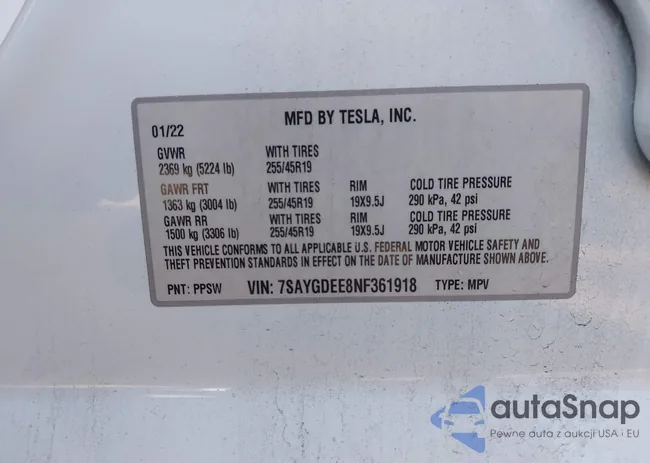 MFD BY TESLA, INC.
01/22
GVWR WITH TIRES
2369 kg (5224 lb) 255/45R19
GAWR FRT WITH TIRES RIM COLD TIRE PRESSURE
1363 kg (3004 lb) 255/45R19 19X9.5J 290 kPa, 42 psi
GAWR RR WITH TIRES RIM COLD TIRE PRESSURE
1500 kg (3306 lb) 255/45R19 19X9.5J 290 kPa, 42 psi
THIS VEHICLE CONFORMS TO ALL APPLICABLE U.S. FEDERAL MOTOR VEHICLE SAFETY AND
THEFT PREVENTION STANDARDS IN EFFECT ON THE DATE OF MANUFACTURE SHOWN ABOVE.
PNT: PPSW VIN: 7SAYGDEE8NF361918 TYPE: MPV
autaSnap
Pewne auta z aukcji USA i EU